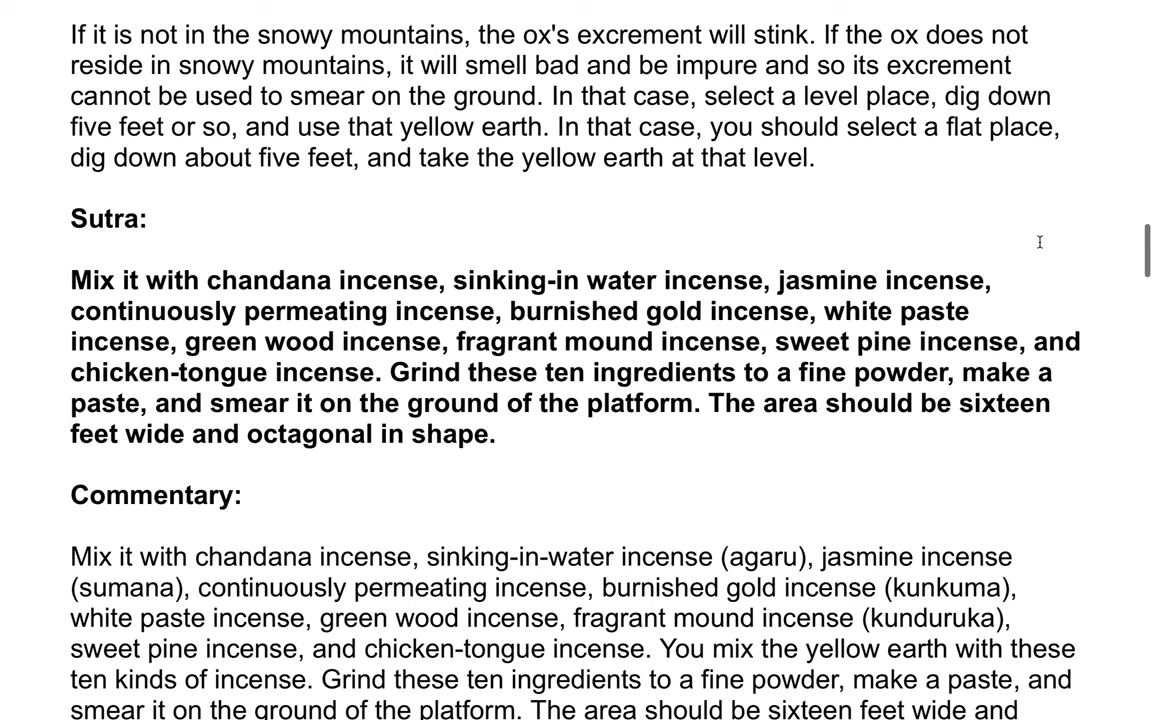 If it is not in the snowy mountains, the ox's excrement will stink. If the ox does not
reside in snowy mountains, it will smell bad and be impure and so its excrement
cannot be used to smear on the ground. In that case, select a level place, dig down
five feet or so, and use that yellow earth. In that case, you should select a flat place,
dig down about five feet, and take the yellow earth at that level.
Sutra:
Mix it with chandana incense, sinking-in water incense, jasmine incense,
continuously permeating incense, burnished gold incense, white paste
incense, green wood incense, fragrant mound incense, sweet pine incense, and
chicken-tongue incense. Grind these ten ingredients to a fine powder, make a
paste, and smear it on the ground of the platform. The area should be sixteen
feet wide and octagonal in shape.
Commentary:
Mix it with chandana incense, sinking-in-water incense (agaru), jasmine incense
(sumana), continuously permeating incense, burnished gold incense (kunkuma),
white paste incense, green wood incense, fragrant mound incense (kunduruka),
sweet pine incense, and chicken-tongue incense. You mix the yellow earth with these
ten kinds of incense. Grind these ten ingredients to a fine powder, make a paste, and
smear it on the ground of the platform. The area should be sixteen feet wide and